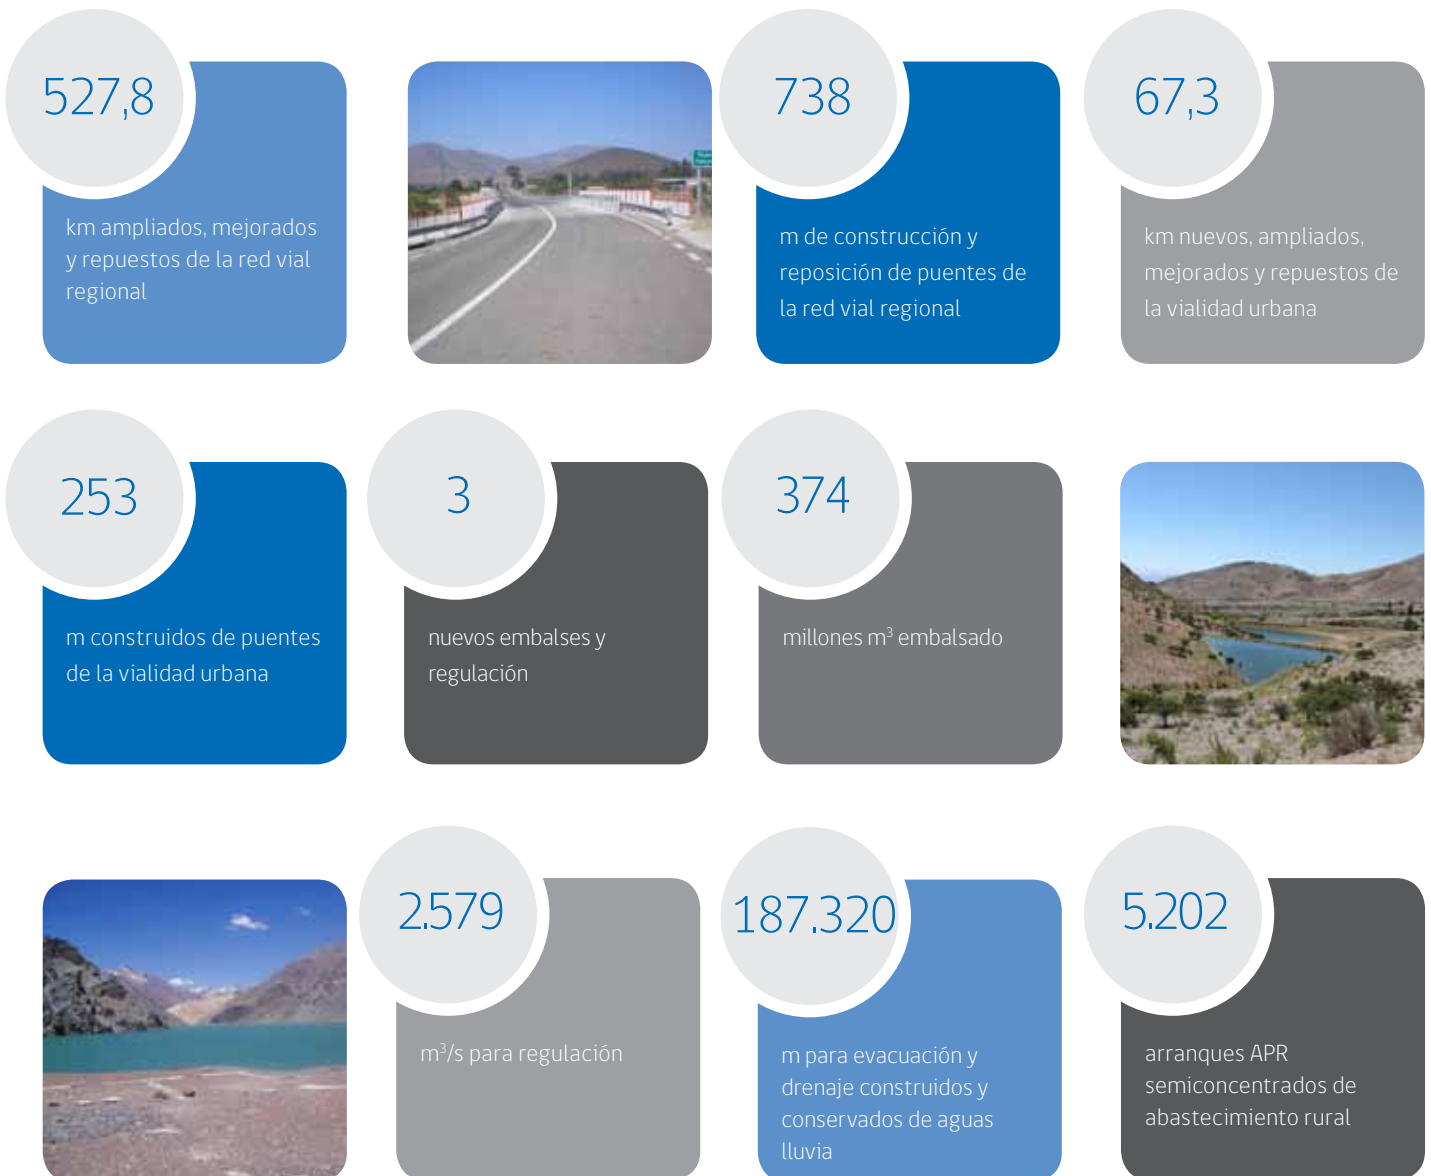 527,8
km ampliados, mejorados
y repuestos de la red vial
regional
738
m de construcción y
reposición de puentes de
la red vial regional
67,3
km nuevos, ampliados,
mejorados y repuestos de
la vialidad urbana
253
m construidos de puentes
de la vialidad urbana
3
nuevos embalses y
regulación
374
millones m³ embalsado
2.579
m³/s para regulación
187.320
m para evacuación y
drenaje construidos y
conservados de aguas
lluvia
5.202
arranques APR
semiconcentrados de
abastecimiento rural